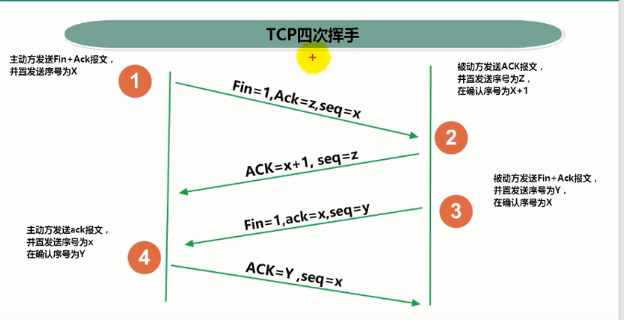 TCP四次挥手
主动方发送Fin+Ack报文，
并置发送序号为X
1
Fin=1,Ack=z,seq=x
被动方发送ACK报文，
并置发送序号为Z，
在确认序号为X+1
2
ACK=x+1, seq=z
被动方发送Fin+Ack报文，
并置发送序号为Y，
在确认序号为X
3
Fin=1,ack=x,seq=y
主动方发送ack报文，
并置发送序号为x
在确认序号为Y
4
ACK=Y ,seq=x